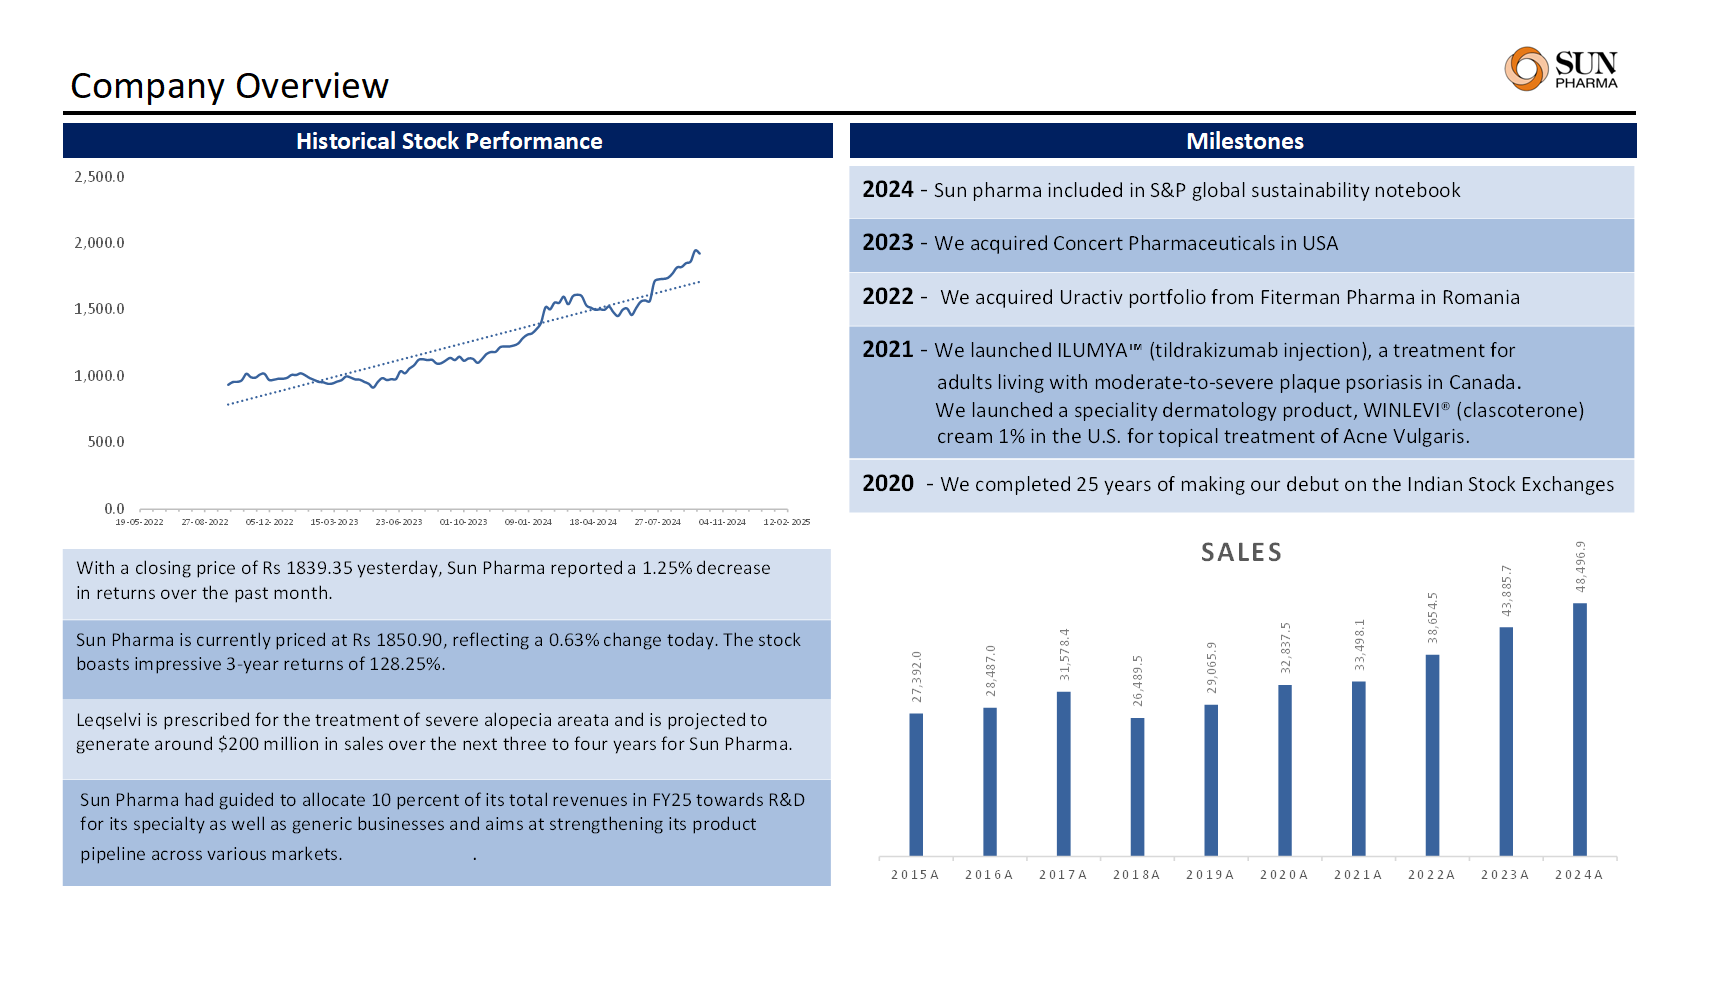 Company Overview
SUN
PHARMA
Historical Stock Performance
2,500.0
2,000.0
1,500.0
1,000.0
500.0
0.0
19-05-2022 27-08-2022 05-12-2022 15-03-2023 23-06-2023 01-10-2023 09-01-2024 18-04-2024 27-07-2024 04-11-2024 12-02-2025
With a closing price of Rs 1839.35 yesterday, Sun Pharma reported a 1.25% decrease
in returns over the past month.
Sun Pharma is currently priced at Rs 1850.90, reflecting a 0.63% change today. The stock
boasts impressive 3-year returns of 128.25%.
Leqselvi is prescribed for the treatment of severe alopecia areata and is projected to
generate around $200 million in sales over the next three to four years for Sun Pharma.
Sun Pharma had guided to allocate 10 percent of its total revenues in FY25 towards R&D
for its specialty as well as generic businesses and aims at strengthening its product
pipeline across various markets. .
Milestones
2024 - Sun pharma included in S&P global sustainability notebook
2023 - We acquired Concert Pharmaceuticals in USA
2022 - We acquired Uractiv portfolio from Fiterman Pharma in Romania
2021 - We launched ILUMYA™ (tildrakizumab injection), a treatment for
adults living with moderate-to-severe plaque psoriasis in Canada.
We launched a speciality dermatology product, WINLEVI® (clascoterone)
cream 1% in the U.S. for topical treatment of Acne Vulgaris.
2020 - We completed 25 years of making our debut on the Indian Stock Exchanges
SALES
27,392.0
28,487.0
31,578.4
26,489.5
29,065.9
32,837.5
33,498.1
38,654.5
43,885.7
48,496.9
2015A 2016A 2017A 2018A 2019A 2020A 2021A 2022A 2023A 2024A